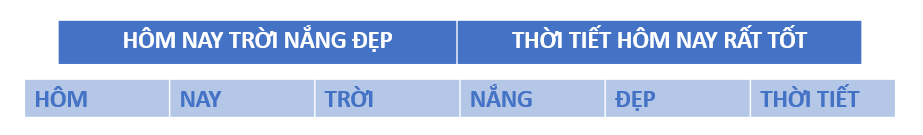 HÔM NAY TRỜI NẮNG ĐẸP THỜI TIẾT HÔM NAY RẤT TỐT
HÔM NAY TRỜI NẮNG ĐẸP THỜI TIẾT